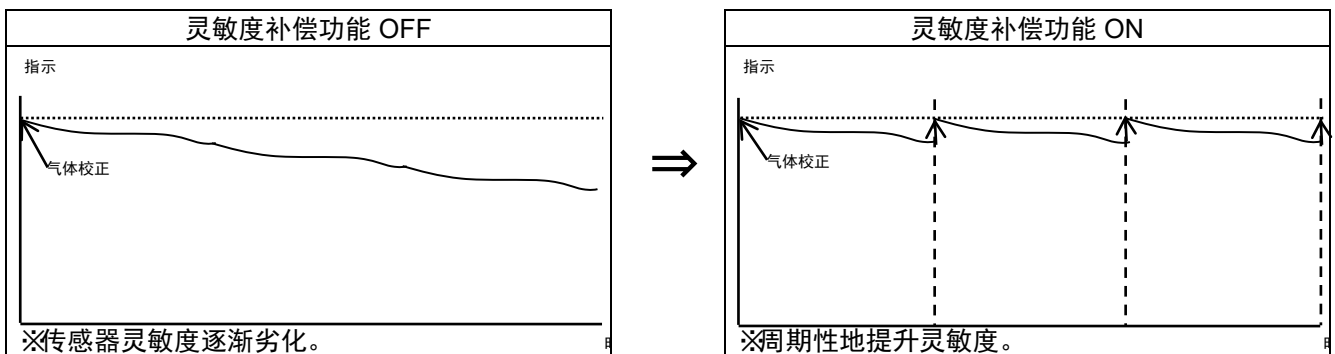 灵敏度补偿功能 OFF
指示
气体校正
※传感器灵敏度逐渐劣化。
⇒
灵敏度补偿功能 ON
指示
气体校正
※周期性地提升灵敏度。